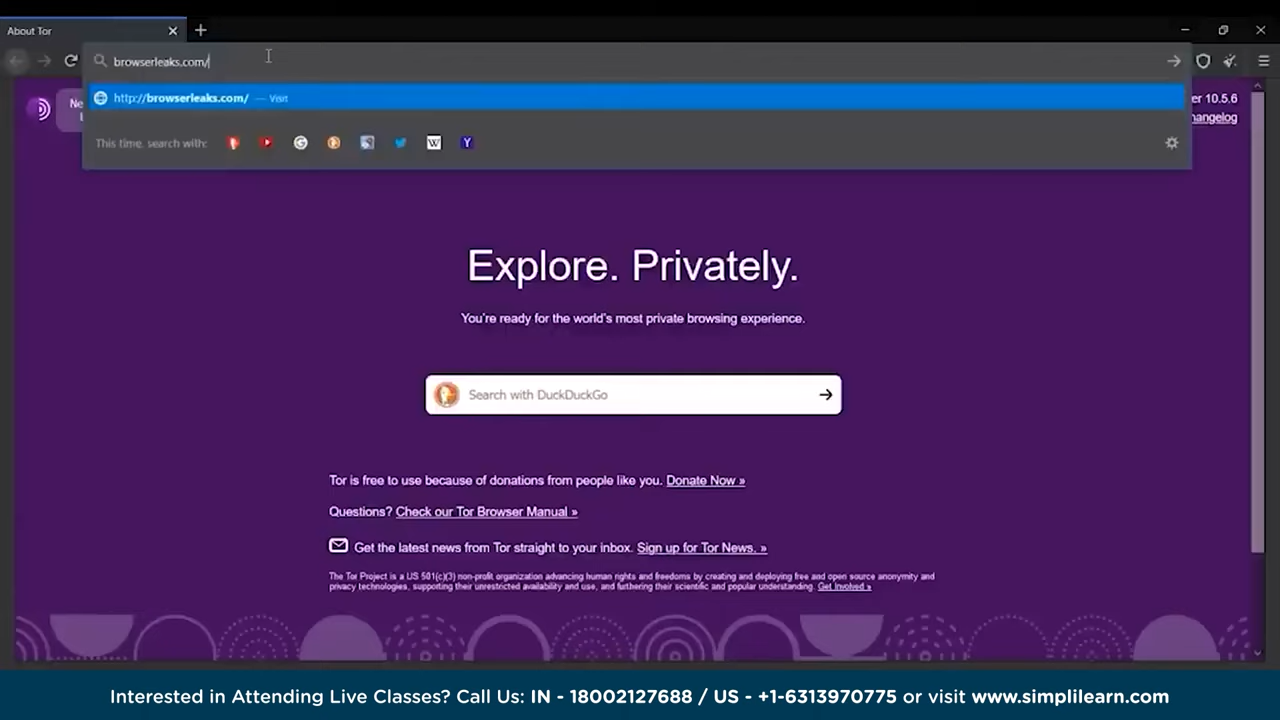 About Tor
browserleaks.com/
http://browserleaks.com/ — Visit
Ne
er 10.5.6
L
hangelog
This time, search with:
Explore. Privately.
You're ready for the world's most private browsing experience.
Search with DuckDuckGo
Tor is free to use because of donations from people like you. Donate Now »
Questions? Check our Tor Browser Manual »
Get the latest news from Tor straight to your inbox. Sign up for Tor News. »
The Tor Project is a US 501(c)(3) non-profit organization advancing human rights and freedoms by creating and deploying free and open source anonymity and
privacy technologies, supporting their unrestricted availability and use, and furthering their scientific and popular understanding. Get Involved »
Interested in Attending Live Classes? Call Us: IN - 18002127688 / US - +1-6313970775 or visit www.simplilearn.com